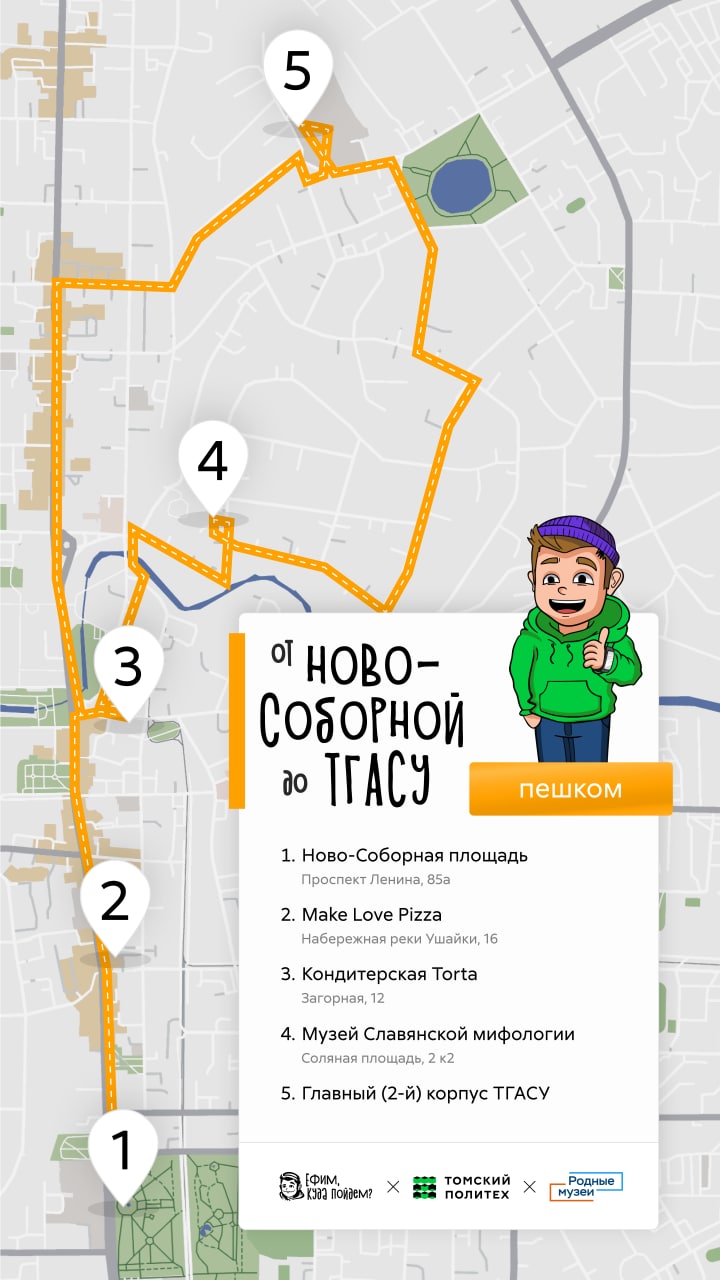 5
4
3
2
1
от Ново-
Соборной
до ТГАСУ
пешком
1. Ново-Соборная площадь
Проспект Ленина, 85а
2. Make Love Pizza
Набережная реки Ушайки, 16
3. Кондитерская Torta
Загорная, 12
4. Музей Славянской мифологии
Соляная площадь, 2 к2
5. Главный (2-й) корпус ТГАСУ
Ефим,
куда пойдем?
×
ТОМСКИЙ
ПОЛИТЕХ
×
Родные
музеи